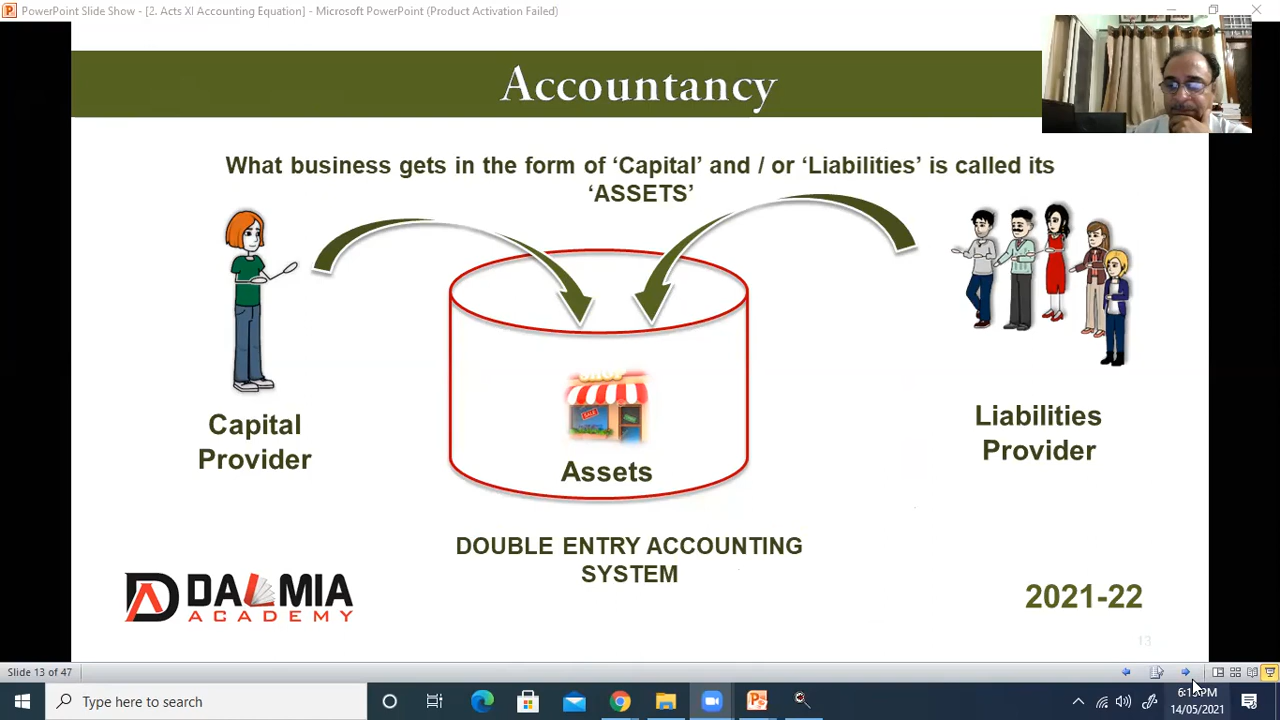 PowerPoint Slide Show - [2. Acts XI Accounting Equation] - Microsoft PowerPoint (Product Activation Failed)
Accountancy
What business gets in the form of ‘Capital’ and / or ‘Liabilities’ is called its
‘ASSETS’
SALE
Capital
Provider
Assets
Liabilities
Provider
DOUBLE ENTRY ACCOUNTING
SYSTEM
DALMIA
ACADEMY
2021-22
13
Slide 13 of 47
Type here to search
14/05/2021